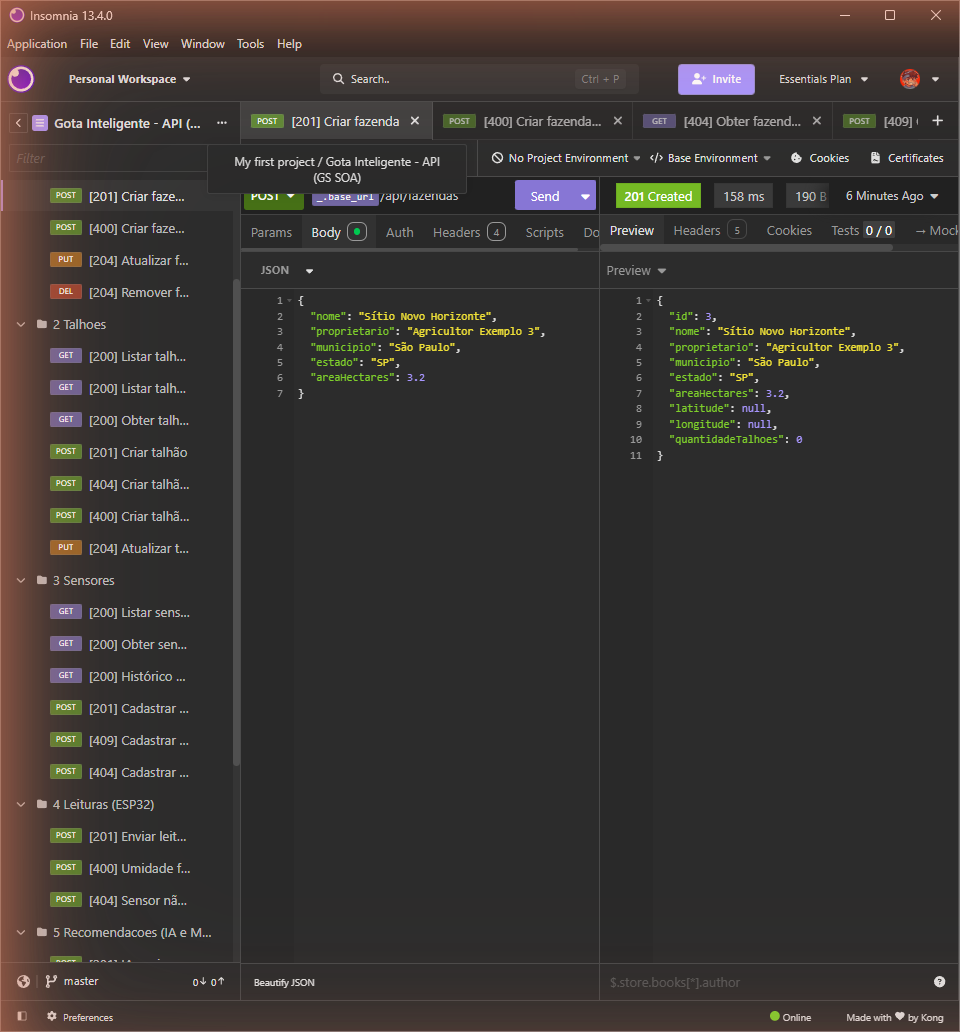 Insomnia 13.4.0
Application File Edit View Window Tools Help
Personal Workspace
Search..
Ctrl + P
Invite
Essentials Plan
Gota Inteligente - API (... ...
POST [201] Criar fazenda
POST [400] Criar fazenda...
GET [404] Obter fazend...
POST [409]
Filter
My first project / Gota Inteligente - API
(GS SOA)
No Project Environment
Base Environment
Cookies
Certificates
POST [201] Criar faze...
POST [400] Criar faze...
PUT [204] Atualizar f...
DEL [204] Remover f...
2 Talhoes
GET [200] Listar talh...
GET [200] Listar talh...
GET [200] Obter talh...
POST [201] Criar talhão
POST [404] Criar talhã...
POST [400] Criar talhã...
PUT [204] Atualizar t...
3 Sensores
GET [200] Listar sens...
GET [200] Obter sen...
GET [200] Histórico ...
POST [201] Cadastrar ...
POST [409] Cadastrar ...
POST [404] Cadastrar ...
4 Leituras (ESP32)
POST [201] Enviar leit...
POST [400] Umidade f...
POST [404] Sensor nã...
5 Recomendacoes (IA e M...
POST
master
0↓ 0↑
POST
_.base_uri /api/fazendas
Send
Params Body Auth Headers 4 Scripts Do
JSON
1 {
2 "nome": "Sítio Novo Horizonte",
3 "proprietario": "Agricultor Exemplo 3",
4 "municipio": "São Paulo",
5 "estado": "SP",
6 "areaHectares": 3.2
7 }
Beautify JSON
201 Created
158 ms
190 B
6 Minutes Ago
Preview Headers 5 Cookies Tests 0 / 0 → Mock
Preview
1 {
2 "id": 3,
3 "nome": "Sítio Novo Horizonte",
4 "proprietario": "Agricultor Exemplo 3",
5 "municipio": "São Paulo",
6 "estado": "SP",
7 "areaHectares": 3.2,
8 "latitude": null,
9 "longitude": null,
10 "quantidadeTalhoes": 0
11 }
$.store.books[*].author
Preferences
Online
Made with ❤ by Kong